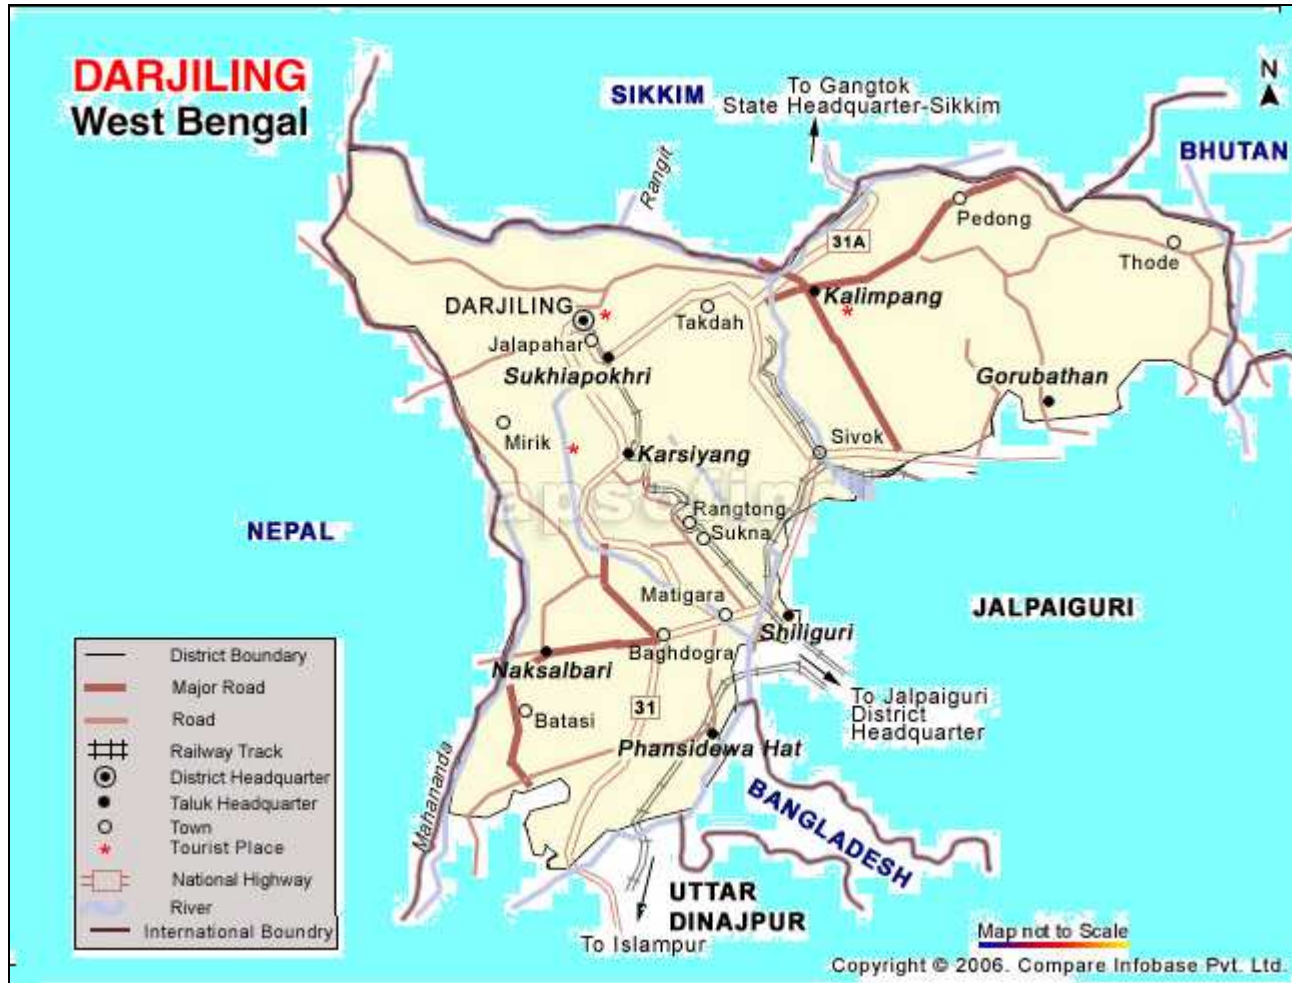 DARJILING
West Bengal
SIKKIM
To Gangtok
State Headquarter-Sikkim
N
BHUTAN
Rangit
Pedong
31A
Thode
Kalimpang
DARJILING
Takdah
Jalapahar
Sukhiapokhri
Gorubathan
Mirik
Sivok
Karsiyang
Rangtong
Sukna
NEPAL
Matigara
JALPAIGURI
Shiliguri
Baghdogra
Naksalbari
To Jalpaiguri
District
Headquarter
31
Batasi
Phansidewa Hat
Mahananda
BANGLADESH
UTTAR
DINAJPUR
To Islampur
District Boundary
Major Road
Road
Railway Track
District Headquarter
Taluk Headquarter
Town
Tourist Place
National Highway
River
International Boundry
Map not to Scale
Copyright © 2006. Compare Infobase Pvt. Ltd.